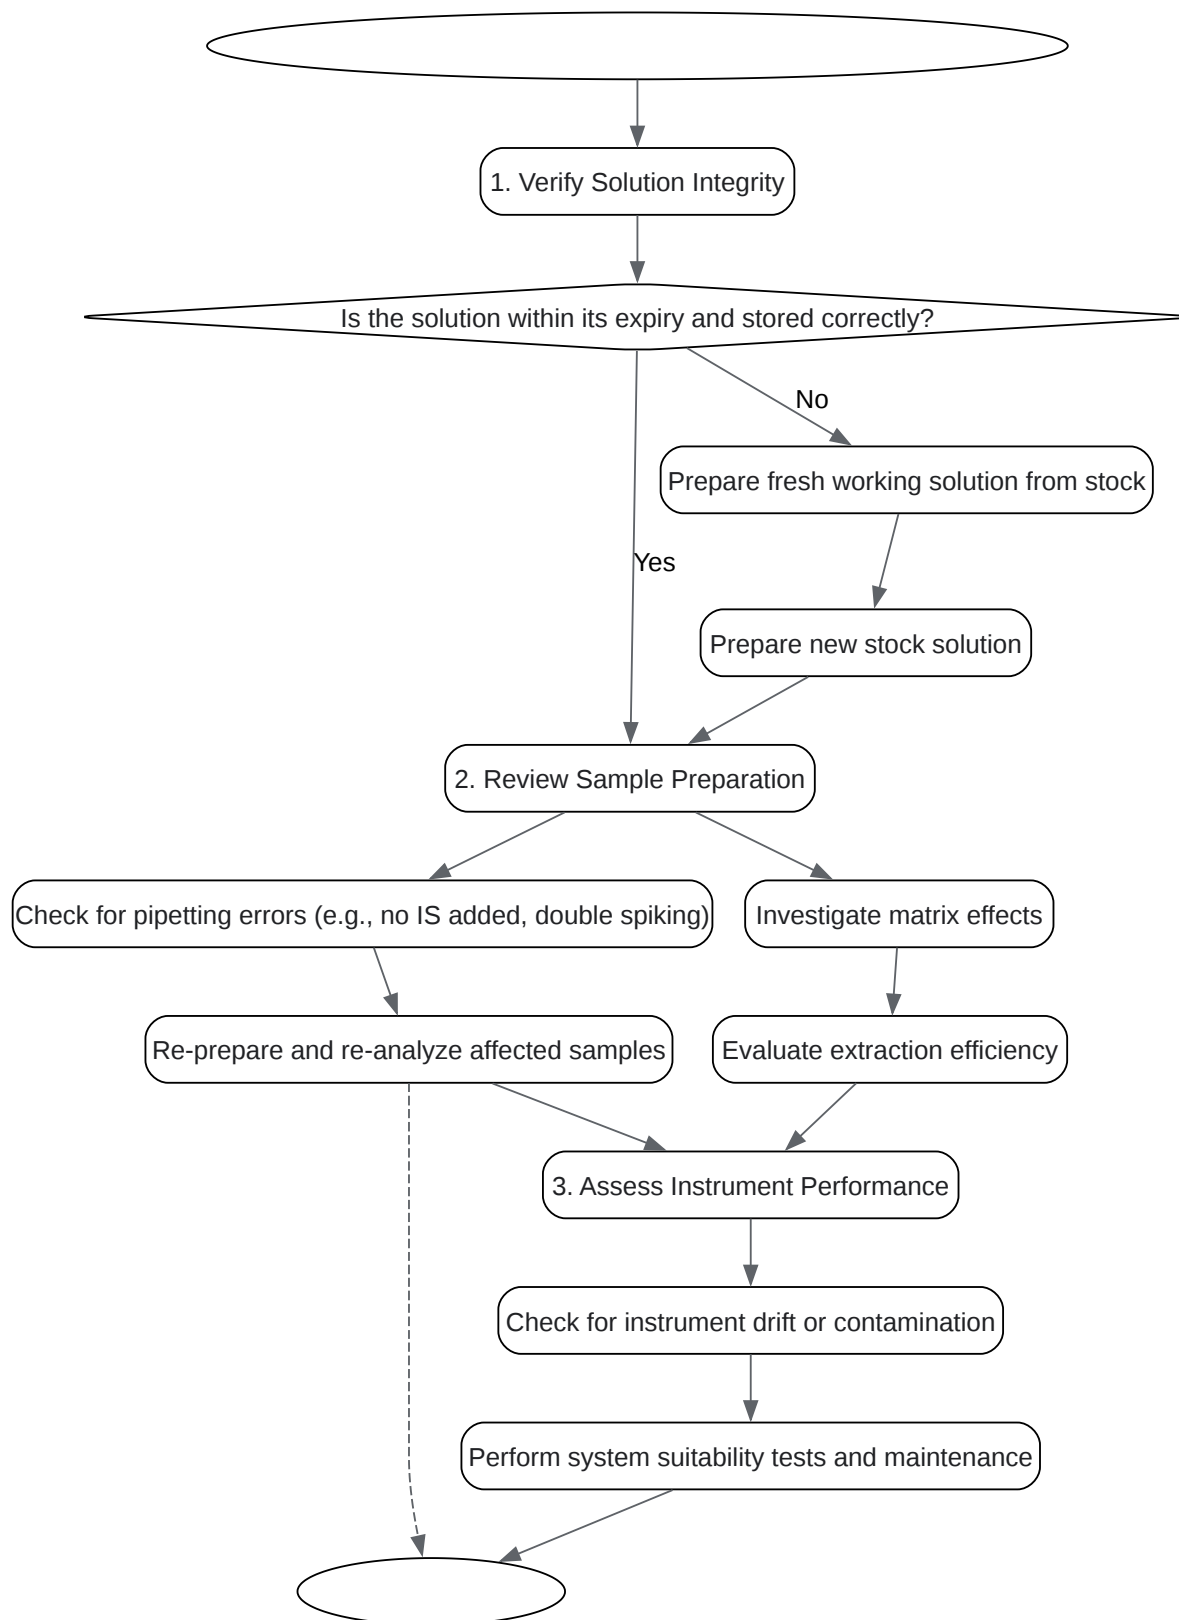 1. Verify Solution Integrity
Is the solution within its expiry and stored correctly?
No
Prepare fresh working solution from stock
Yes
Prepare new stock solution
2. Review Sample Preparation
Check for pipetting errors (e.g., no IS added, double spiking)
Investigate matrix effects
Re-prepare and re-analyze affected samples
Evaluate extraction efficiency
3. Assess Instrument Performance
Check for instrument drift or contamination
Perform system suitability tests and maintenance